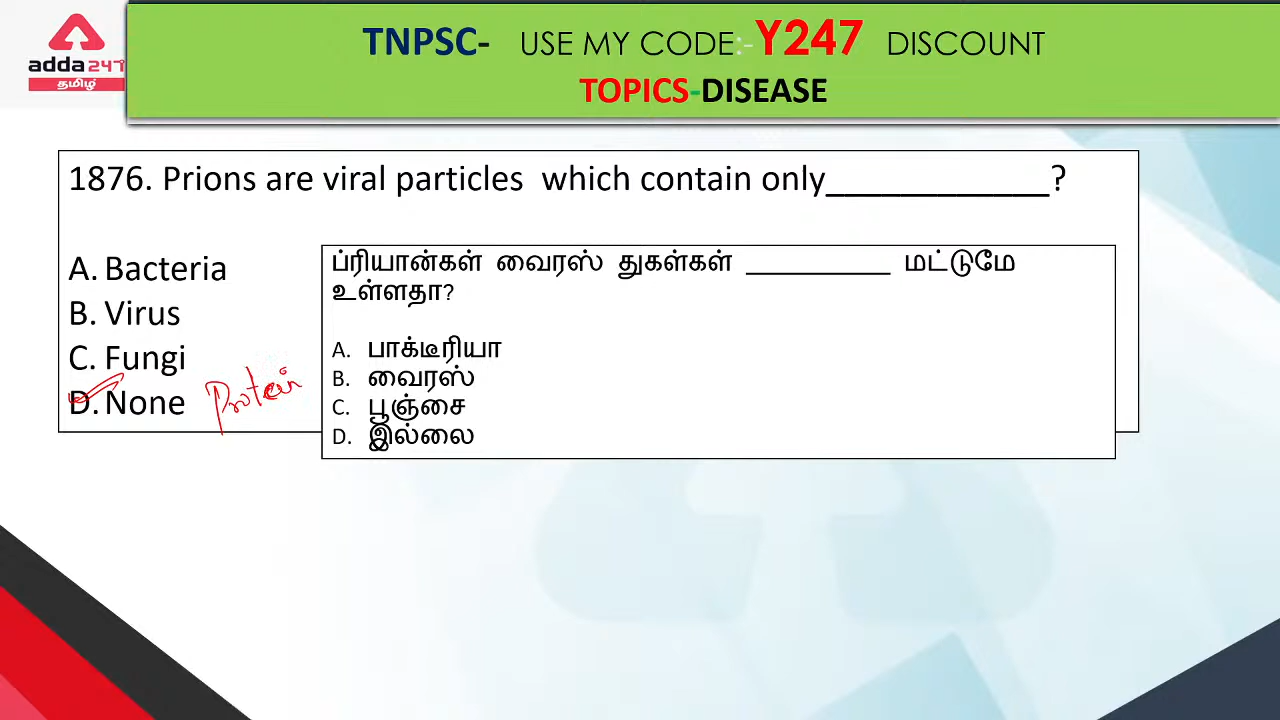 adda247
தமிழ்
TNPSC- USE MY CODE:-Y247 DISCOUNT
TOPICS-DISEASE
1876. Prions are viral particles which contain only____________?
A. Bacteria
B. Virus
C. Fungi
D. None
Protein
ப்ரியான்கள் வைரஸ் துகள்கள் __________ மட்டுமே
உள்ளதா?
A. பாக்டீரியா
B. வைரஸ்
C. பூஞ்சை
D. இல்லை